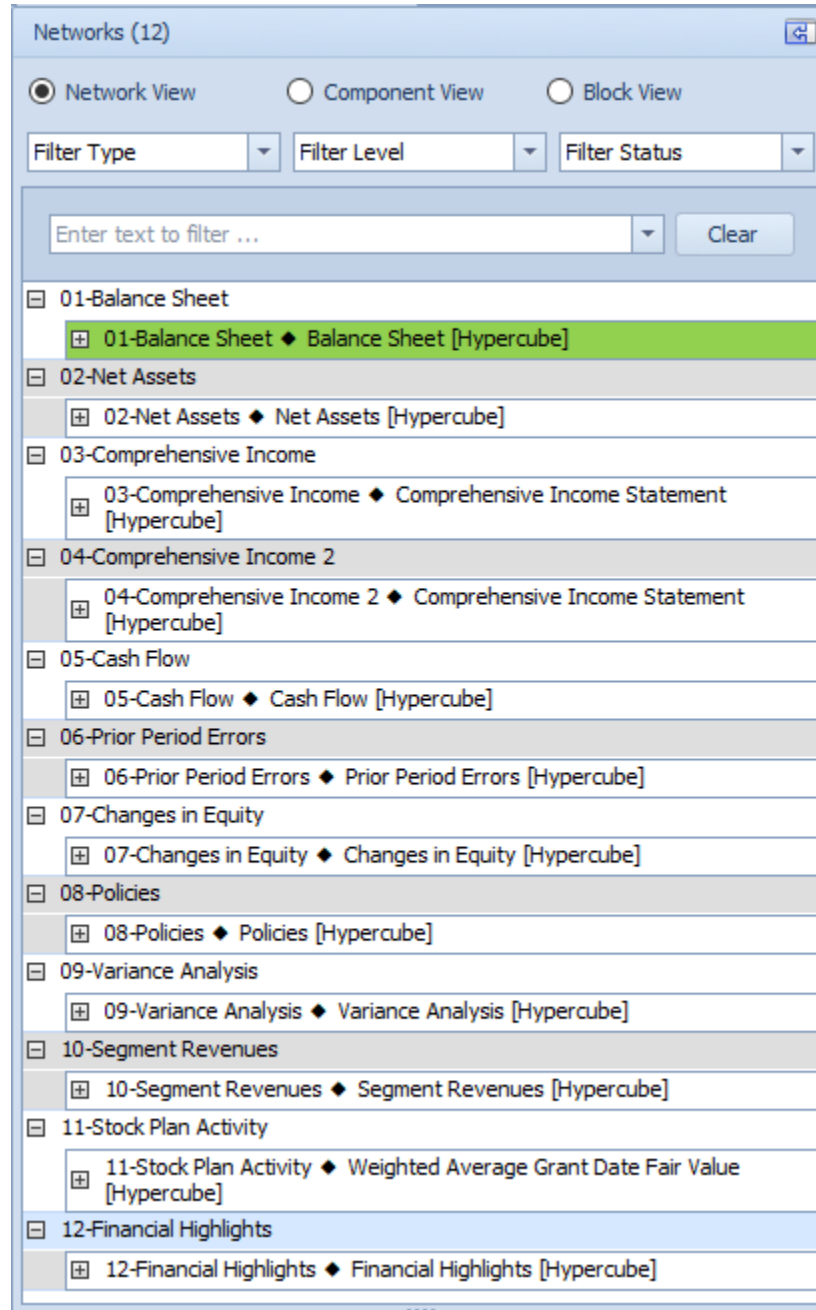 Networks (12)
Network View Component View Block View
Filter Type Filter Level Filter Status
Enter text to filter ... Clear
01-Balance Sheet
01-Balance Sheet ◆ Balance Sheet [Hypercube]
02-Net Assets
02-Net Assets ◆ Net Assets [Hypercube]
03-Comprehensive Income
03-Comprehensive Income ◆ Comprehensive Income Statement
[Hypercube]
04-Comprehensive Income 2
04-Comprehensive Income 2 ◆ Comprehensive Income Statement
[Hypercube]
05-Cash Flow
05-Cash Flow ◆ Cash Flow [Hypercube]
06-Prior Period Errors
06-Prior Period Errors ◆ Prior Period Errors [Hypercube]
07-Changes in Equity
07-Changes in Equity ◆ Changes in Equity [Hypercube]
08-Policies
08-Policies ◆ Policies [Hypercube]
09-Variance Analysis
09-Variance Analysis ◆ Variance Analysis [Hypercube]
10-Segment Revenues
10-Segment Revenues ◆ Segment Revenues [Hypercube]
11-Stock Plan Activity
11-Stock Plan Activity ◆ Weighted Average Grant Date Fair Value
[Hypercube]
12-Financial Highlights
12-Financial Highlights ◆ Financial Highlights [Hypercube]